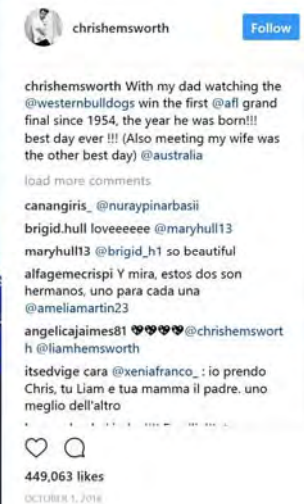 chrishemsworth
Follow
chrishemsworth With my dad watching the
@westernbulldogs win the first @afl grand
final since 1954, the year he was born!!!
best day ever !!! (Also meeting my wife was
the other best day) @australia
load more comments
canangiris_ @nuraypinarbasii
brigid.hull loveeeeee @maryhull13
maryhull13 @brigid_h1 so beautiful
alfagemecrispi Y mira, estos dos son
hermanos, uno para cada una
@ameliamartin23
angelicajaimes81 💖💖💖💖@chrishemswort
h @liamhemsworth
itsedvige cara @xeniafranco_ : io prendo
Chris, tu Liam e tua mamma il padre. uno
meglio dell'altro
449,063 likes
OCTOBER 1, 2016